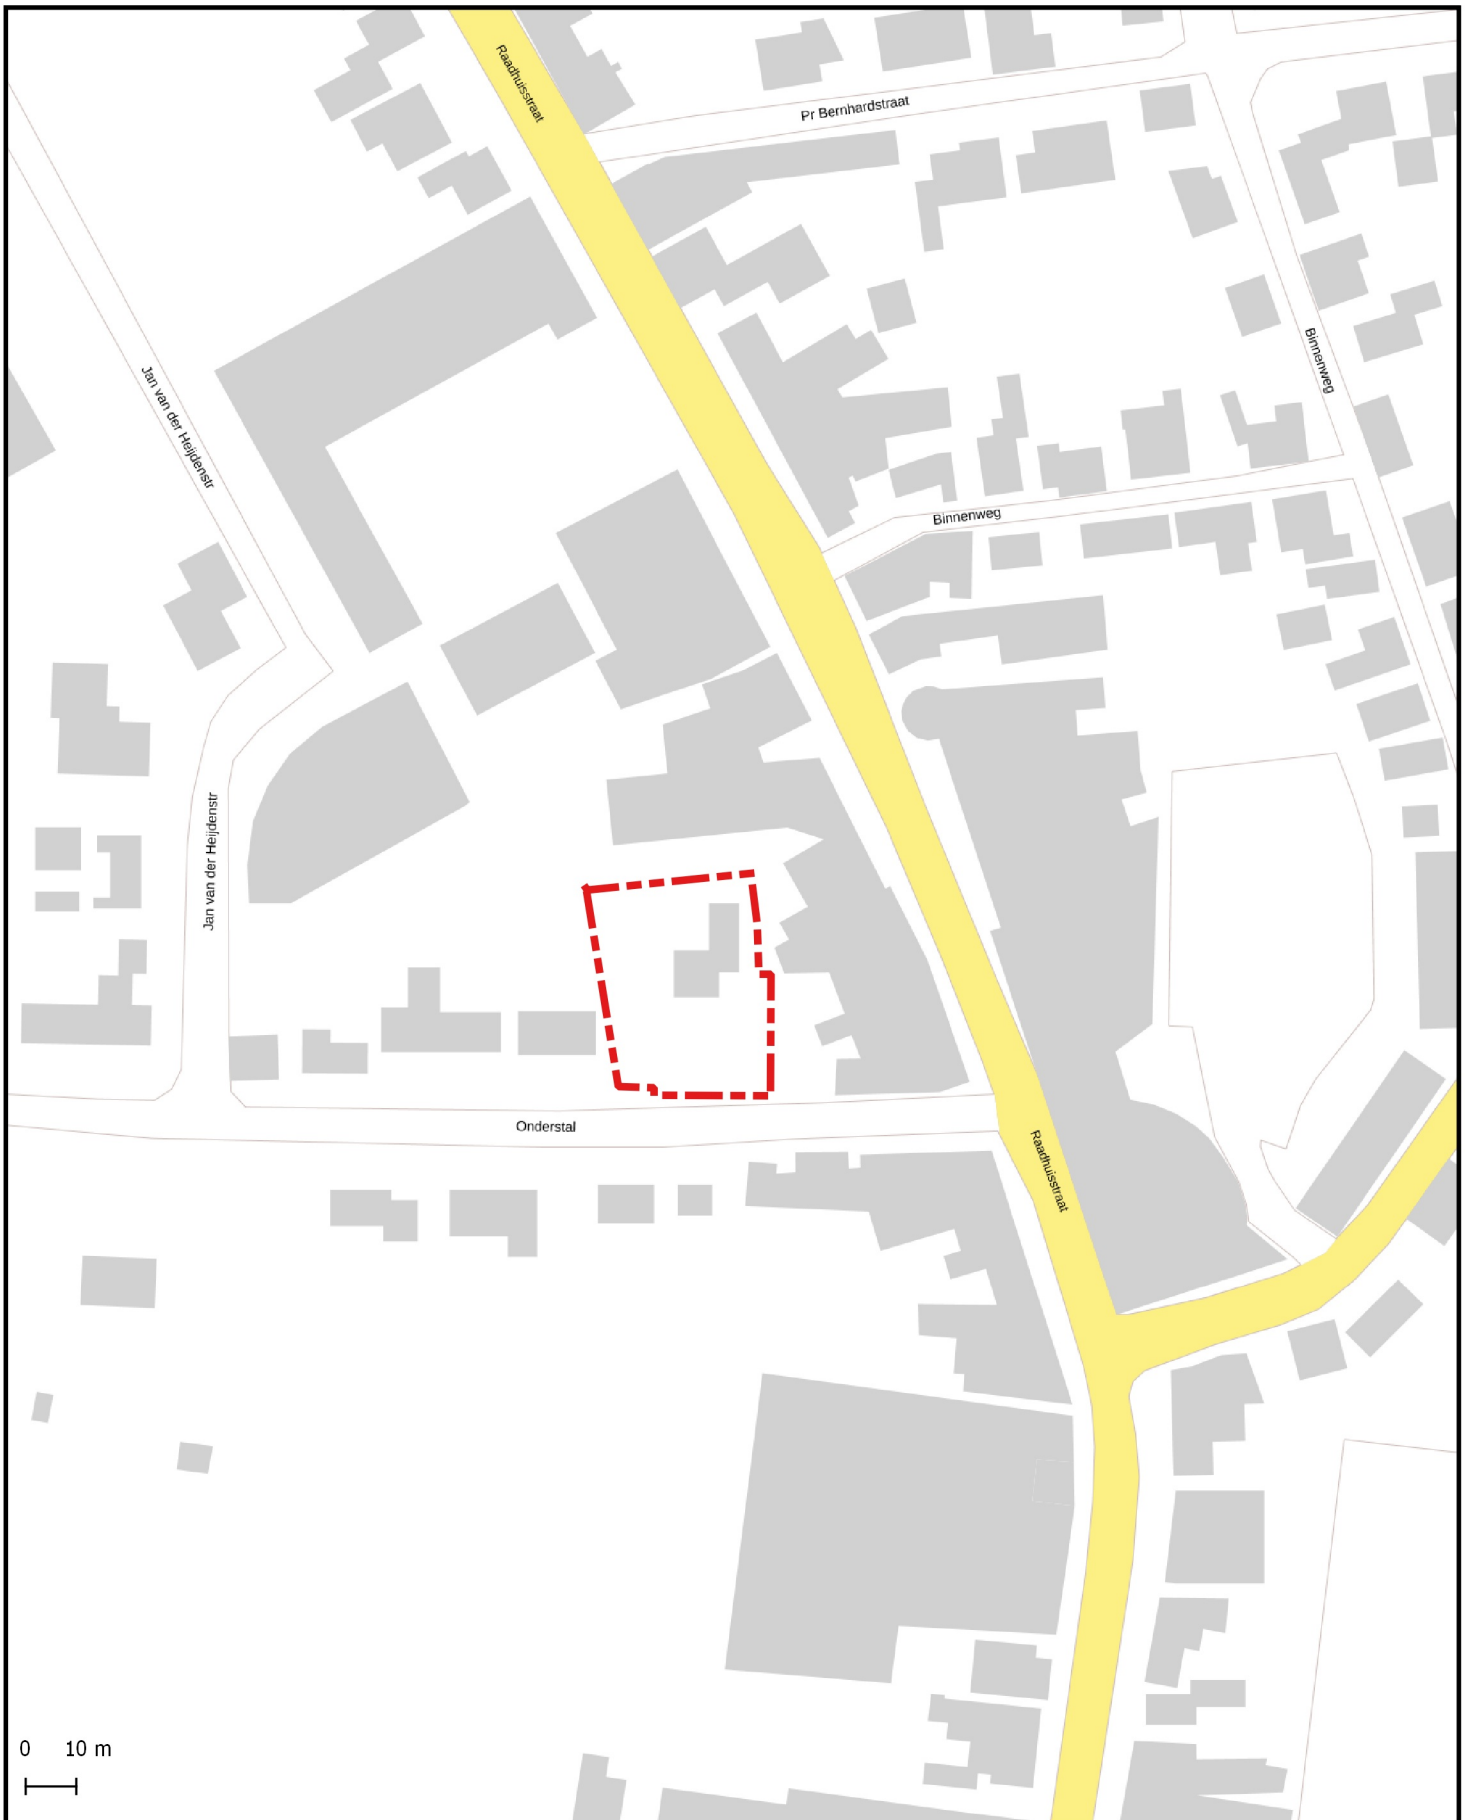 Raadhuisstraat
Pr Bernhardstraat
Binnenweg
Jan van der Heijdenstr
Binnenweg
Jan van der Heijdenstr
Onderstal
Raadhuisstraat
0 10 m